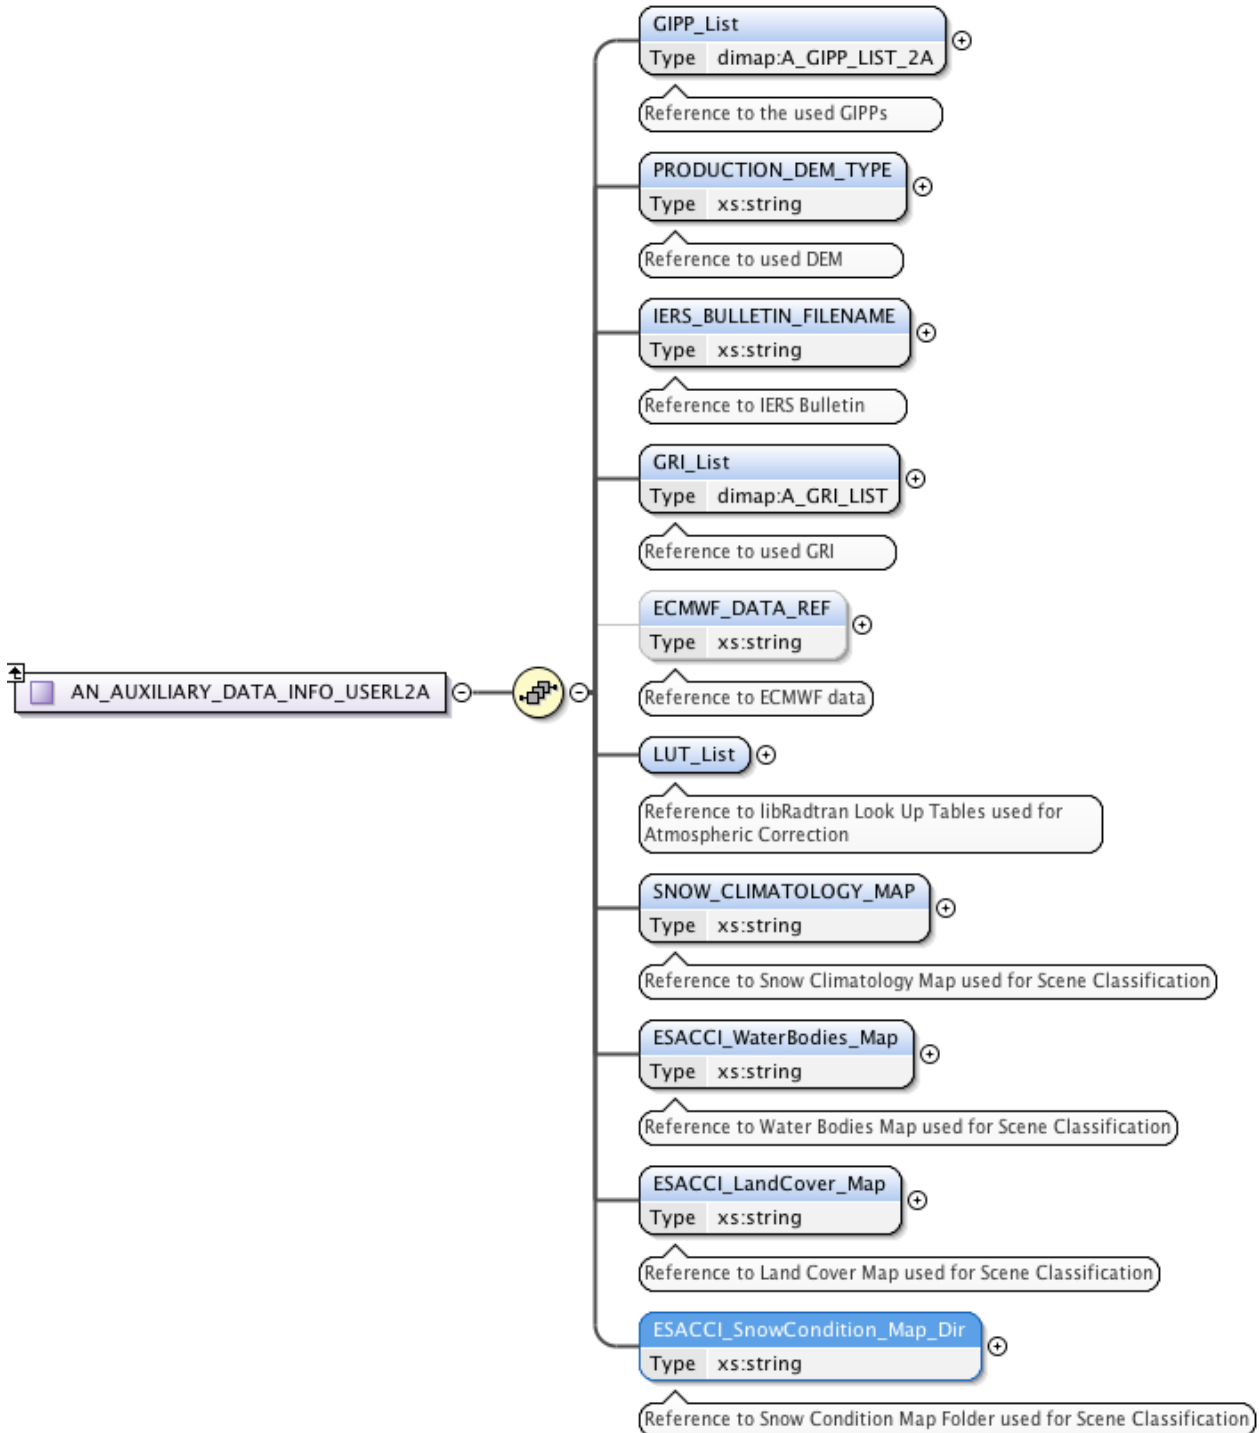 GIPP_List
Type dimap:A_GIPP_LIST_2A
Reference to the used GIPPs
PRODUCTION_DEM_TYPE
Type xs:string
Reference to used DEM
IERS_BULLETIN_FILENAME
Type xs:string
Reference to IERS Bulletin
GRI_List
Type dimap:A_GRI_LIST
Reference to used GRI
ECMWF_DATA_REF
Type xs:string
Reference to ECMWF data
AN_AUXILIARY_DATA_INFO_USERL2A
LUT_List
Reference to libRadtran Look Up Tables used for
Atmospheric Correction
SNOW_CLIMATOLOGY_MAP
Type xs:string
Reference to Snow Climatology Map used for Scene Classification
ESACCI_WaterBodies_Map
Type xs:string
Reference to Water Bodies Map used for Scene Classification
ESACCI_LandCover_Map
Type xs:string
Reference to Land Cover Map used for Scene Classification
ESACCI_SnowCondition_Map_Dir
Type xs:string
Reference to Snow Condition Map Folder used for Scene Classification